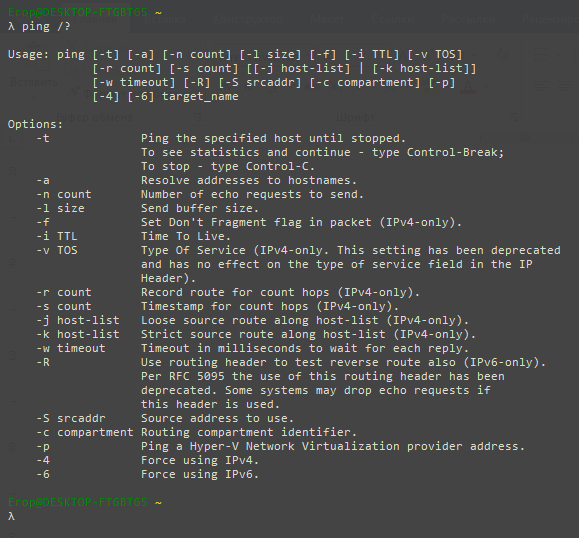 Егор@DESKTOP-FTGBTGS ~
λ ping /?
Usage: ping [-t] [-a] [-n count] [-l size] [-f] [-i TTL] [-v TOS]
[-r count] [-s count] [[-j host-list] | [-k host-list]]
[-w timeout] [-R] [-S srcaddr] [-c compartment] [-p]
[-4] [-6] target_name
Options:
-t Ping the specified host until stopped.
To see statistics and continue - type Control-Break;
To stop - type Control-C.
-a Resolve addresses to hostnames.
-n count Number of echo requests to send.
-l size Send buffer size.
-f Set Don't Fragment flag in packet (IPv4-only).
-i TTL Time To Live.
-v TOS Type Of Service (IPv4-only. This setting has been deprecated
and has no effect on the type of service field in the IP
Header).
-r count Record route for count hops (IPv4-only).
-s count Timestamp for count hops (IPv4-only).
-j host-list Loose source route along host-list (IPv4-only).
-k host-list Strict source route along host-list (IPv4-only).
-w timeout Timeout in milliseconds to wait for each reply.
-R Use routing header to test reverse route also (IPv6-only).
Per RFC 5095 the use of this routing header has been
deprecated. Some systems may drop echo requests if
this header is used.
-S srcaddr Source address to use.
-c compartment Routing compartment identifier.
-p Ping a Hyper-V Network Virtualization provider address.
-4 Force using IPv4.
-6 Force using IPv6.
Егор@DESKTOP-FTGBTGS ~
λ